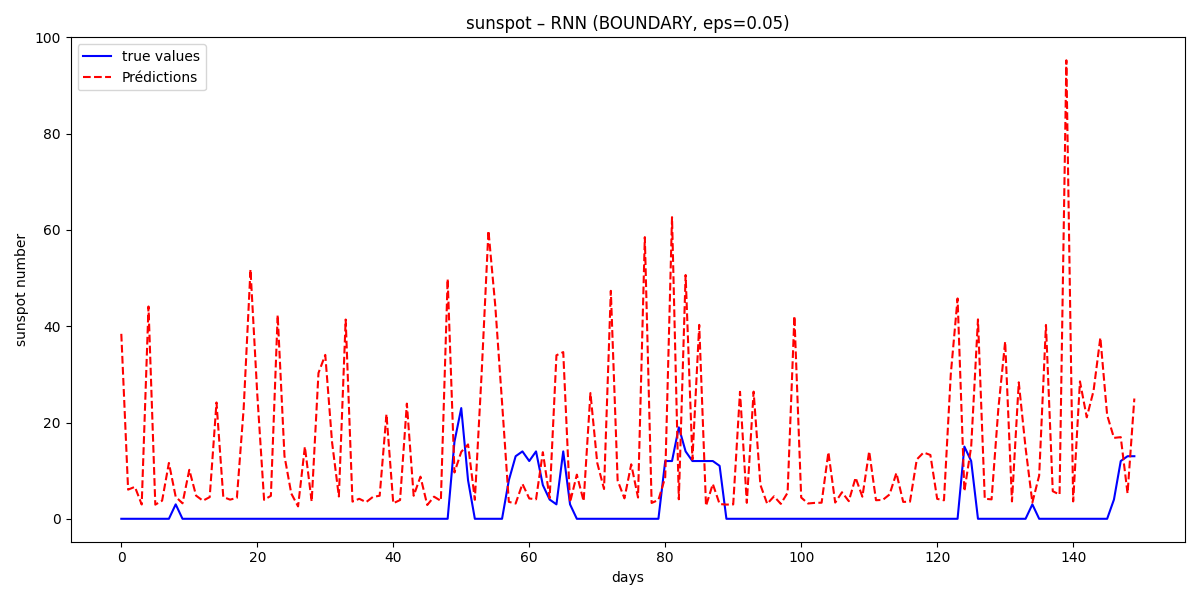 sunspot – RNN (BOUNDARY, eps=0.05)
true values
Prédictions
sunspot number
100
80
60
40
20
0
0 20 40 60 80 100 120 140
days